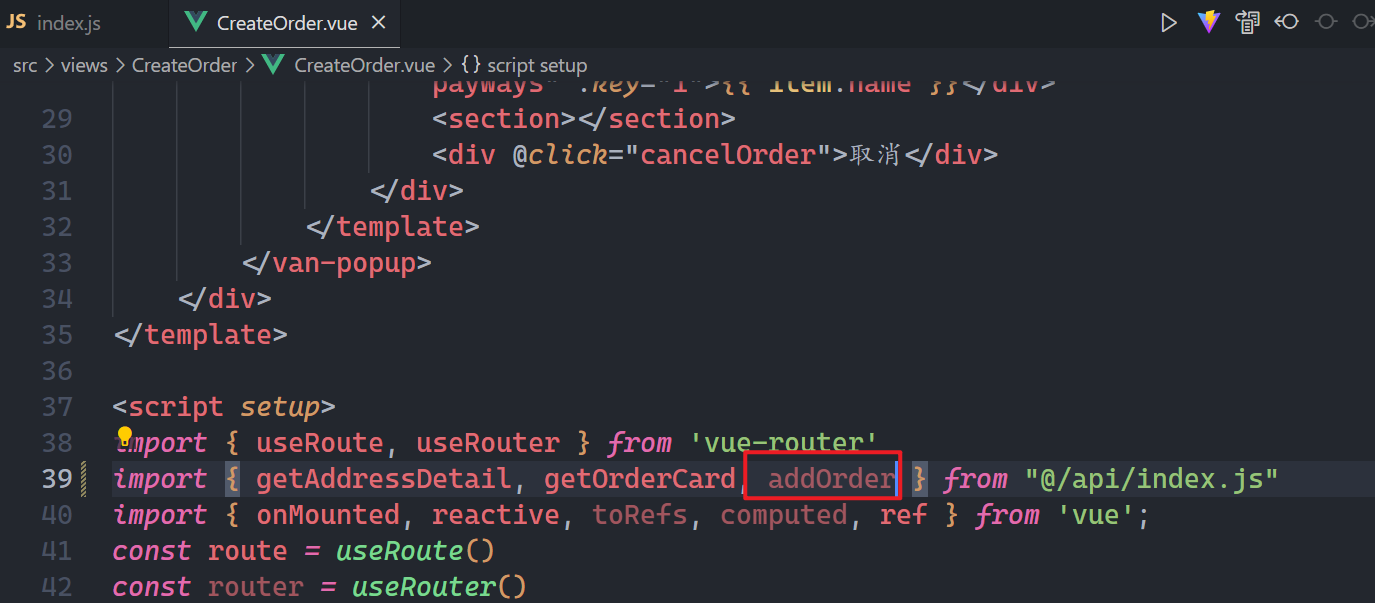 JS index.js CreateOrder.vue ×
src > views > CreateOrder > CreateOrder.vue > {} script setup
payWays" :key="i">{{ item.name }}</div>
29 <section></section>
30 <div @click="cancelOrder">取消</div>
31 </div>
32 </template>
33 </van-popup>
34 </div>
35 </template>
36
37 <script setup>
38 import { useRoute, useRouter } from 'vue-router'
39 import { getAddressDetail, getOrderCard, addOrder } from "@/api/index.js"
40 import { onMounted, reactive, toRefs, computed, ref } from 'vue';
41 const route = useRoute()
42 const router = useRouter()